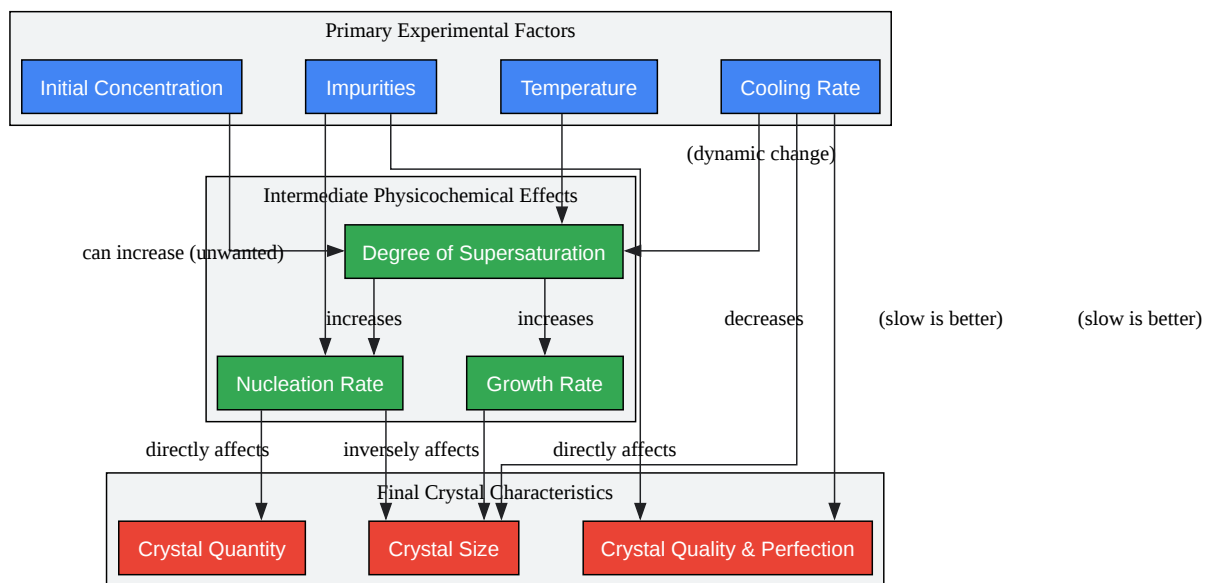 Primary Experimental Factors
Initial Concentration
Impurities
Temperature
Cooling Rate
(dynamic change)
Intermediate Physicochemical Effects
can increase (unwanted)
Degree of Supersaturation
increases
increases
decreases
(slow is better)
(slow is better)
Nucleation Rate
Growth Rate
directly affects
inversely affects
directly affects
Final Crystal Characteristics
Crystal Quantity
Crystal Size
Crystal Quality & Perfection